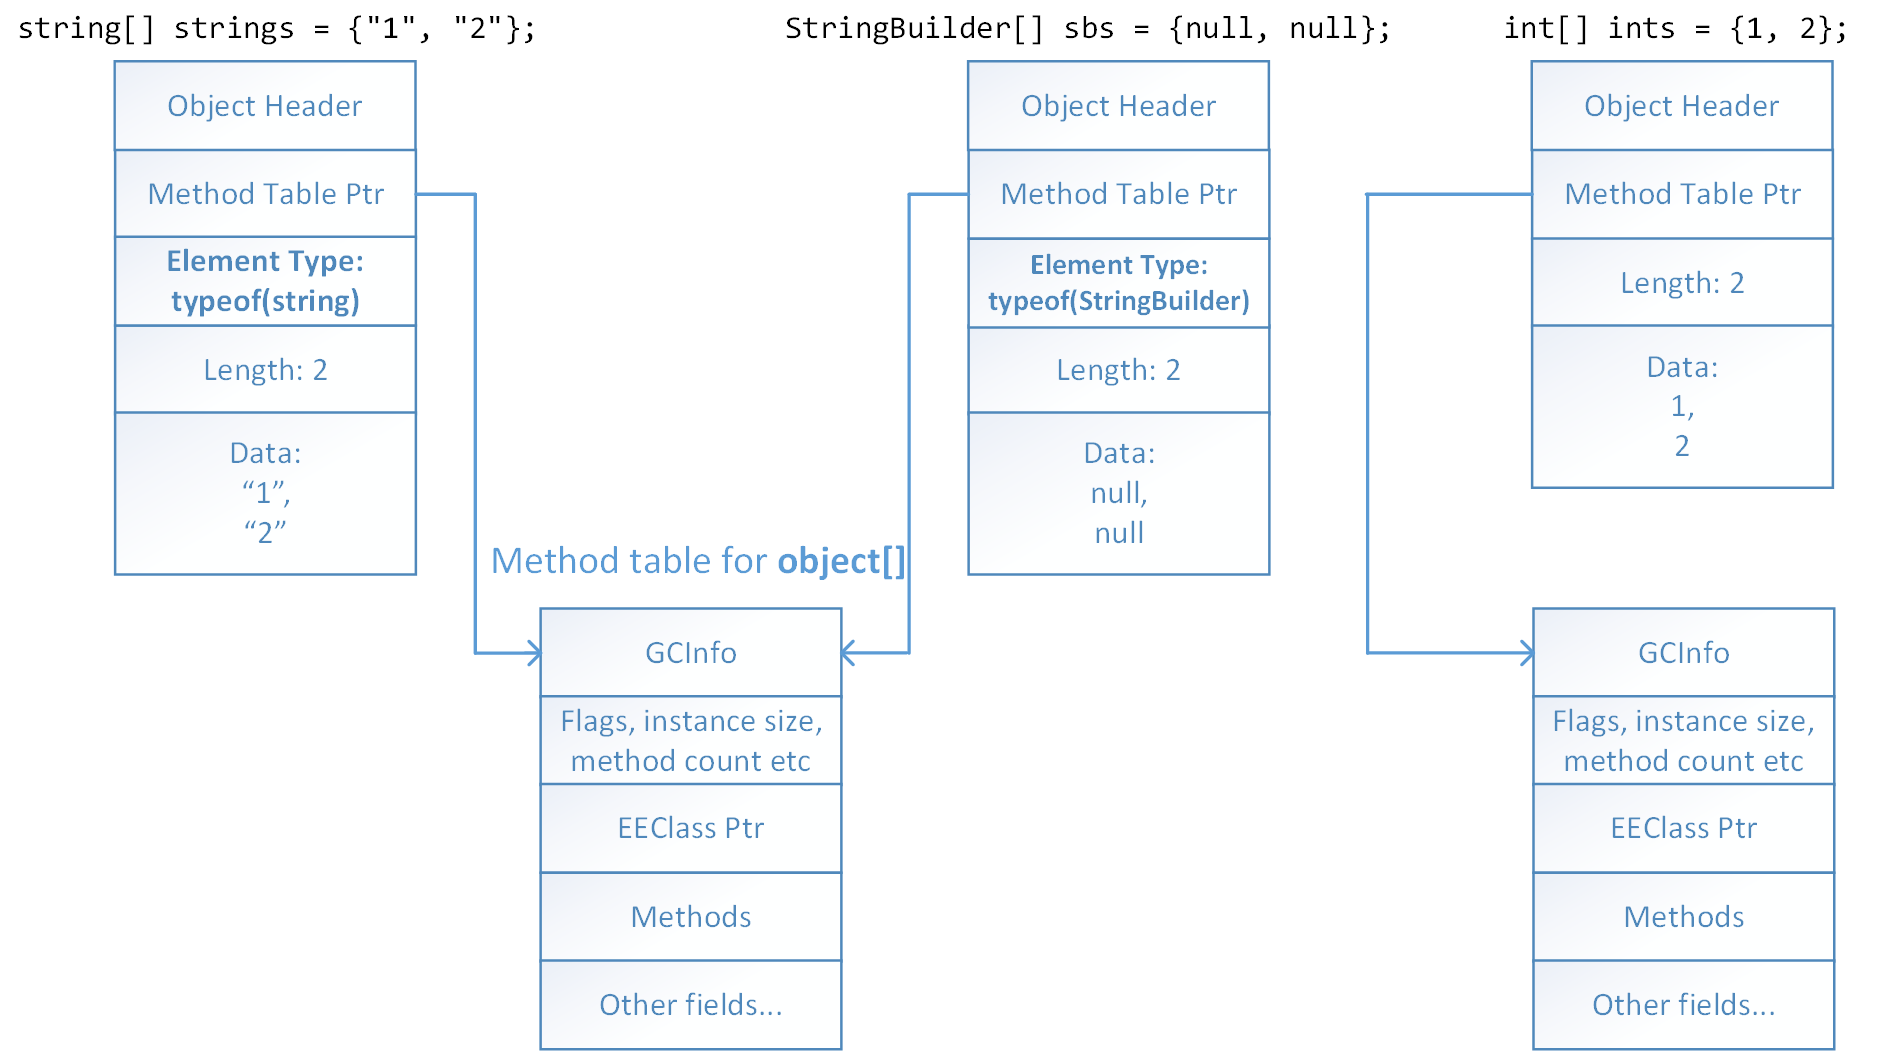 string[] strings = {"1", "2"};
Object Header
Method Table Ptr
Element Type:
typeof(string)
Length: 2
Data:
“1”,
“2”
StringBuilder[] sbs = {null, null};
Object Header
Method Table Ptr
Element Type:
typeof(StringBuilder)
Length: 2
Data:
null,
null
int[] ints = {1, 2};
Object Header
Method Table Ptr
Length: 2
Data:
1,
2
Method table for object[]
GCInfo
Flags, instance size,
method count etc
EEClass Ptr
Methods
Other fields...
GCInfo
Flags, instance size,
method count etc
EEClass Ptr
Methods
Other fields...